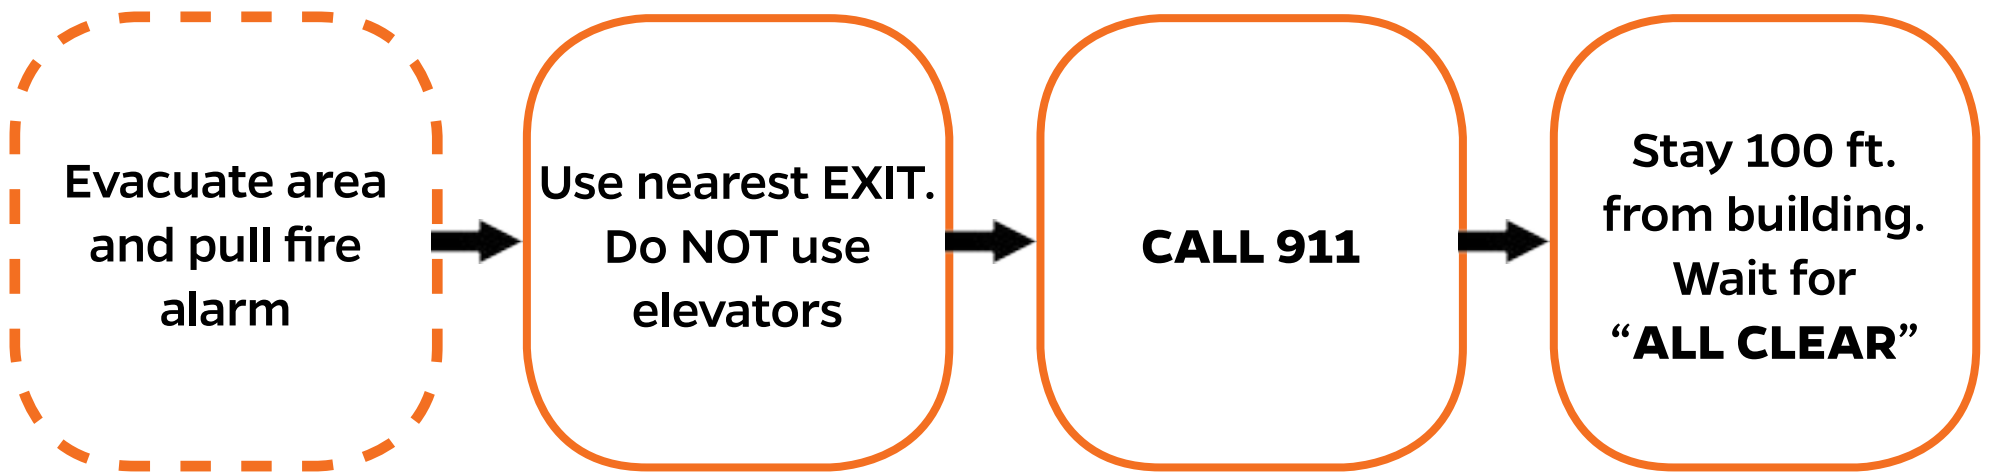 Evacuate area
and pull fire
alarm
Use nearest EXIT.
Do NOT use
elevators
CALL 911
Stay 100 ft.
from building.
Wait for
“ALL CLEAR”